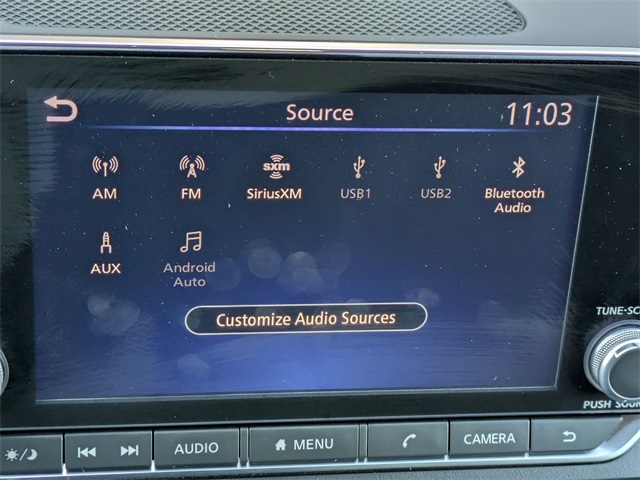 Source 11:03
AM FM SiriusXM USB1 USB2 Bluetooth Audio
sxm
AUX Android Auto
Customize Audio Sources
TUNE·SC
PUSH SOUN
AUDIO MENU CAMERA